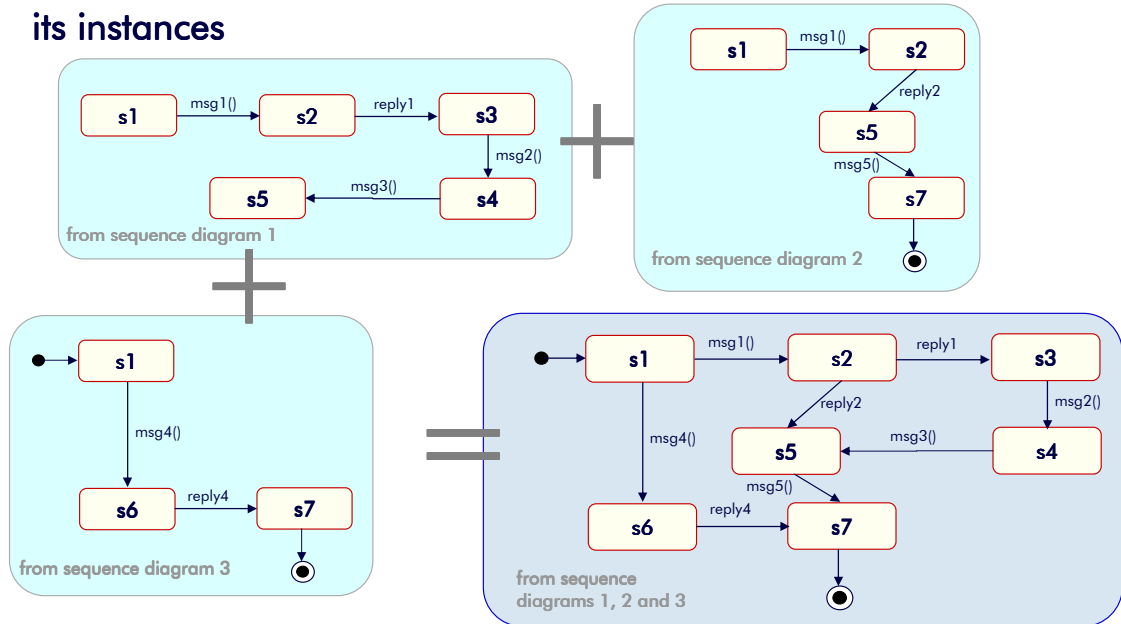 its instances
s1
msg1()
s2
reply1
s3
msg2()
s5
msg3()
s4
from sequence diagram 1
s1
msg1()
s2
reply2
s5
msg5()
s7
from sequence diagram 2
s1
msg4()
s6
reply4
s7
from sequence diagram 3
s1
msg1()
s2
reply1
s3
reply2
msg2()
msg4()
s5
msg3()
s4
msg5()
s6
reply4
s7
from sequence
diagrams 1, 2 and 3